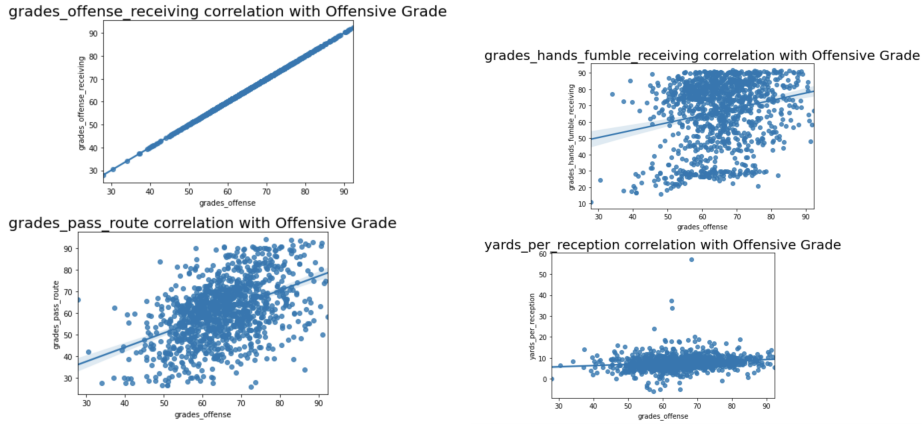 grades_offense_receiving correlation with Offensive Grade
90
80
70
60
50
40
30
grades_offense_receiving
30 40 50 60 70 80 90
grades_offense
grades_hands_fumble_receiving correlation with Offensive Grade
90
80
70
60
50
40
30
20
10
grades_hands_fumble_receiving
30 40 50 60 70 80 90
grades_offense
grades_pass_route correlation with Offensive Grade
90
80
70
60
50
40
30
grades_pass_route
30 40 50 60 70 80 90
grades_offense
yards_per_reception correlation with Offensive Grade
60
50
40
30
20
10
0
yards_per_reception
30 40 50 60 70 80 90
grades_offense